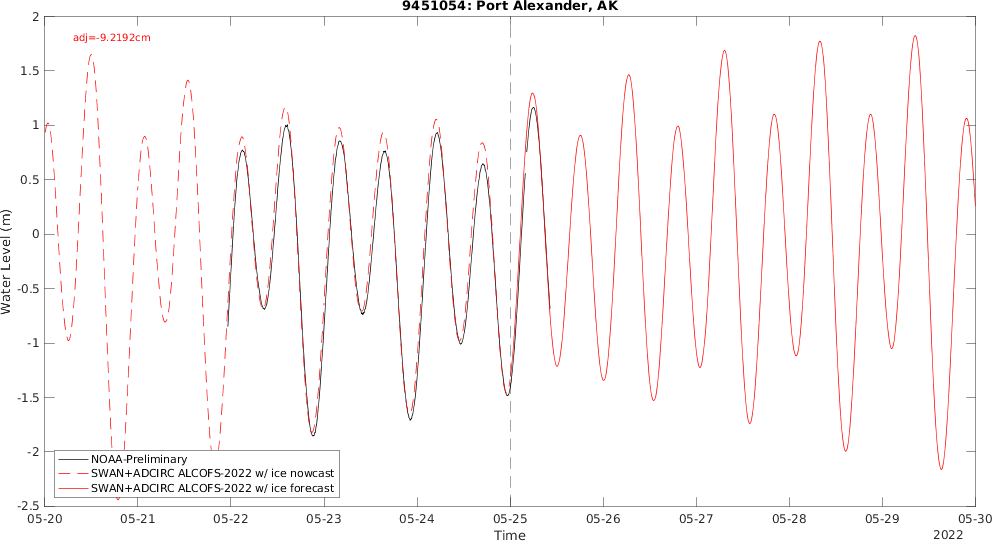 9451054: Port Alexander, AK
adj=-9.2192cm
Water Level (m)
2
1.5
1
0.5
0
-0.5
-1
-1.5
-2
-2.5
NOAA-Preliminary
SWAN+ADCIRC ALCOFS-2022 w/ ice nowcast
SWAN+ADCIRC ALCOFS-2022 w/ ice forecast
05-20 05-21 05-22 05-23 05-24 05-25 05-26 05-27 05-28 05-29 05-30
Time
2022